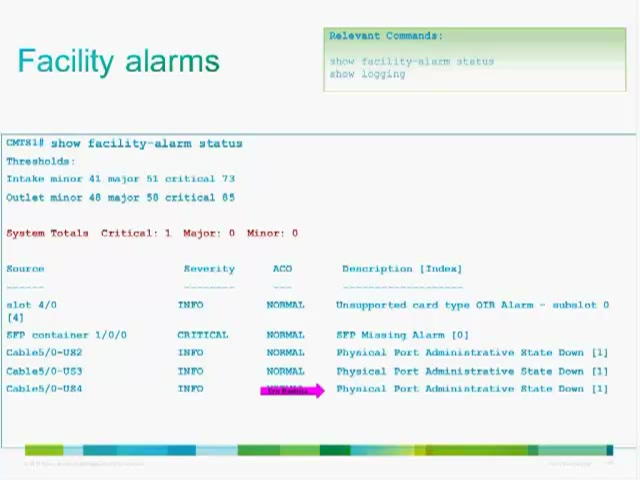 Facility alarms
Relevant Commands:
show facility-alarm status
show logging
CMTS1# show facility-alarm status
Thresholds:
Intake minor 41 major 51 critical 73
Outlet minor 48 major 58 critical 85
System Totals Critical: 1 Major: 0 Minor: 0
Source Severity ACO Description [Index]
------ -------- --- -------------------
slot 4/0 INFO NORMAL Unsupported card type OIR Alarm - subslot 0
[4]
SFP container 1/0/0 CRITICAL NORMAL SFP Missing Alarm [0]
Cable5/0-US2 INFO NORMAL Physical Port Administrative State Down [1]
Cable5/0-US3 INFO NORMAL Physical Port Administrative State Down [1]
Cable5/0-US4 INFO NORMAL Physical Port Administrative State Down [1]